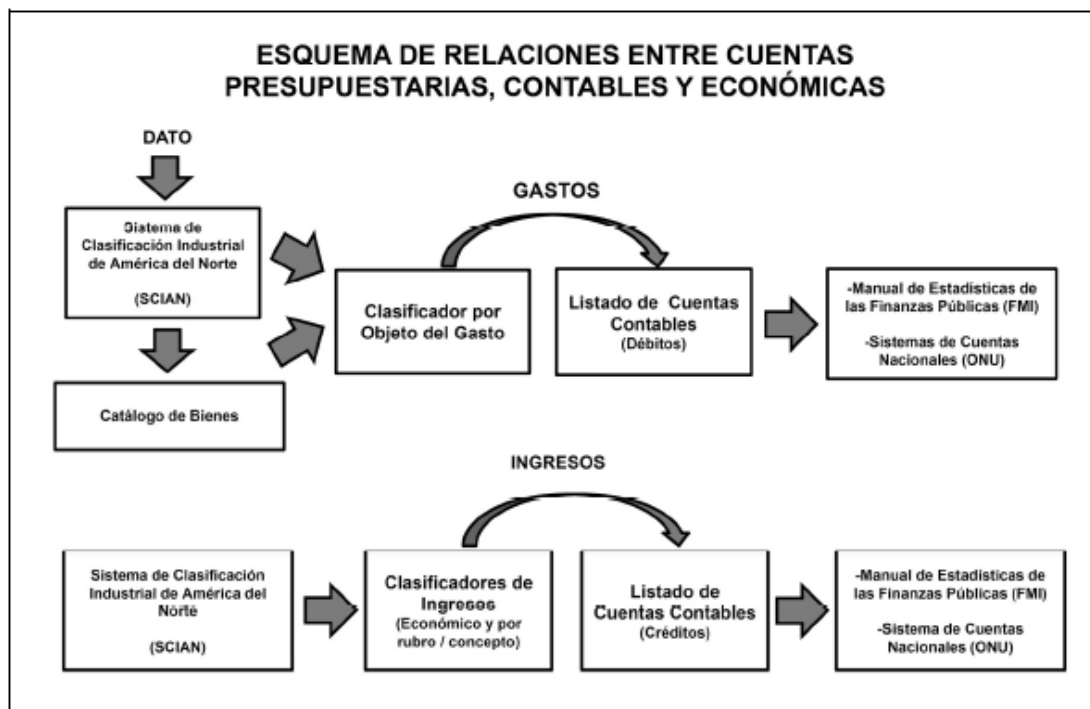 ESQUEMA DE RELACIONES ENTRE CUENTAS
PRESUPUESTARIAS, CONTABLES Y ECONÓMICAS
DATO
Sistema de
Clasificación Industrial
de América del Norte
(SCIAN)
Catálogo de Bienes
GASTOS
Clasificador por
Objeto del Gasto
Listado de Cuentas
Contables
(Débitos)
-Manual de Estadísticas de
las Finanzas Públicas (FMI)
-Sistemas de Cuentas
Nacionales (ONU)
INGRESOS
Sistema de Clasificación
Industrial de América del
Norte
(SCIAN)
Clasificadores de
Ingresos
(Económico y por
rubro / concepto)
Listado de
Cuentas Contables
(Créditos)
-Manual de Estadísticas de
las Finanzas Públicas (FMI)
-Sistema de Cuentas
Nacionales (ONU)